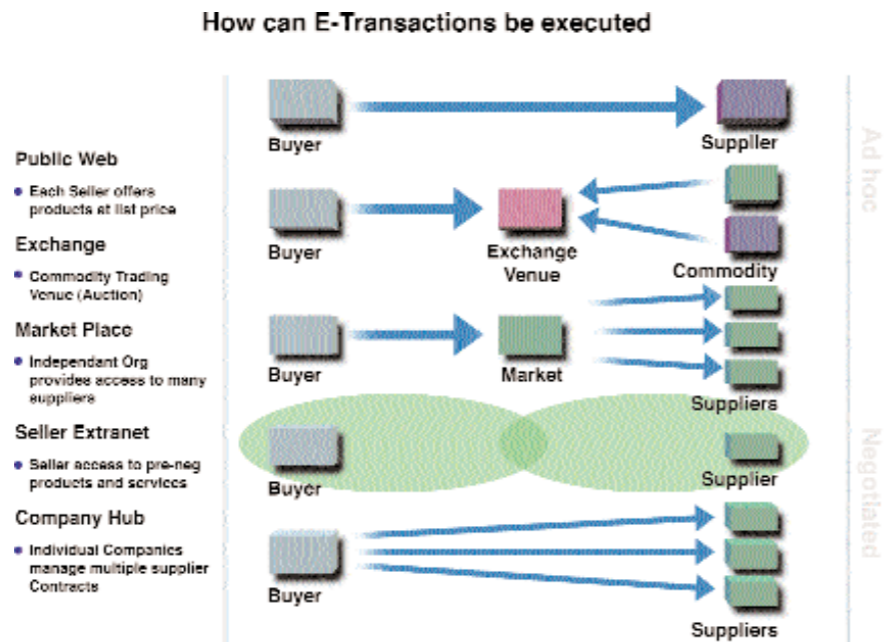 How can E-Transactions be executed
Public Web
Each Seller offers
products at list price
Exchange
Commodity Trading
Venue (Auction)
Market Place
Independant Org
provides access to many
suppliers
Seller Extranet
Seller access to pre-neg
products and services
Company Hub
Individual Companies
manage multiple supplier
Contracts
Buyer
Supplier
Buyer
Exchange
Venue
Commodity
Buyer
Market
Suppliers
Buyer
Supplier
Buyer
Suppliers
Ad hoc
Negotiated